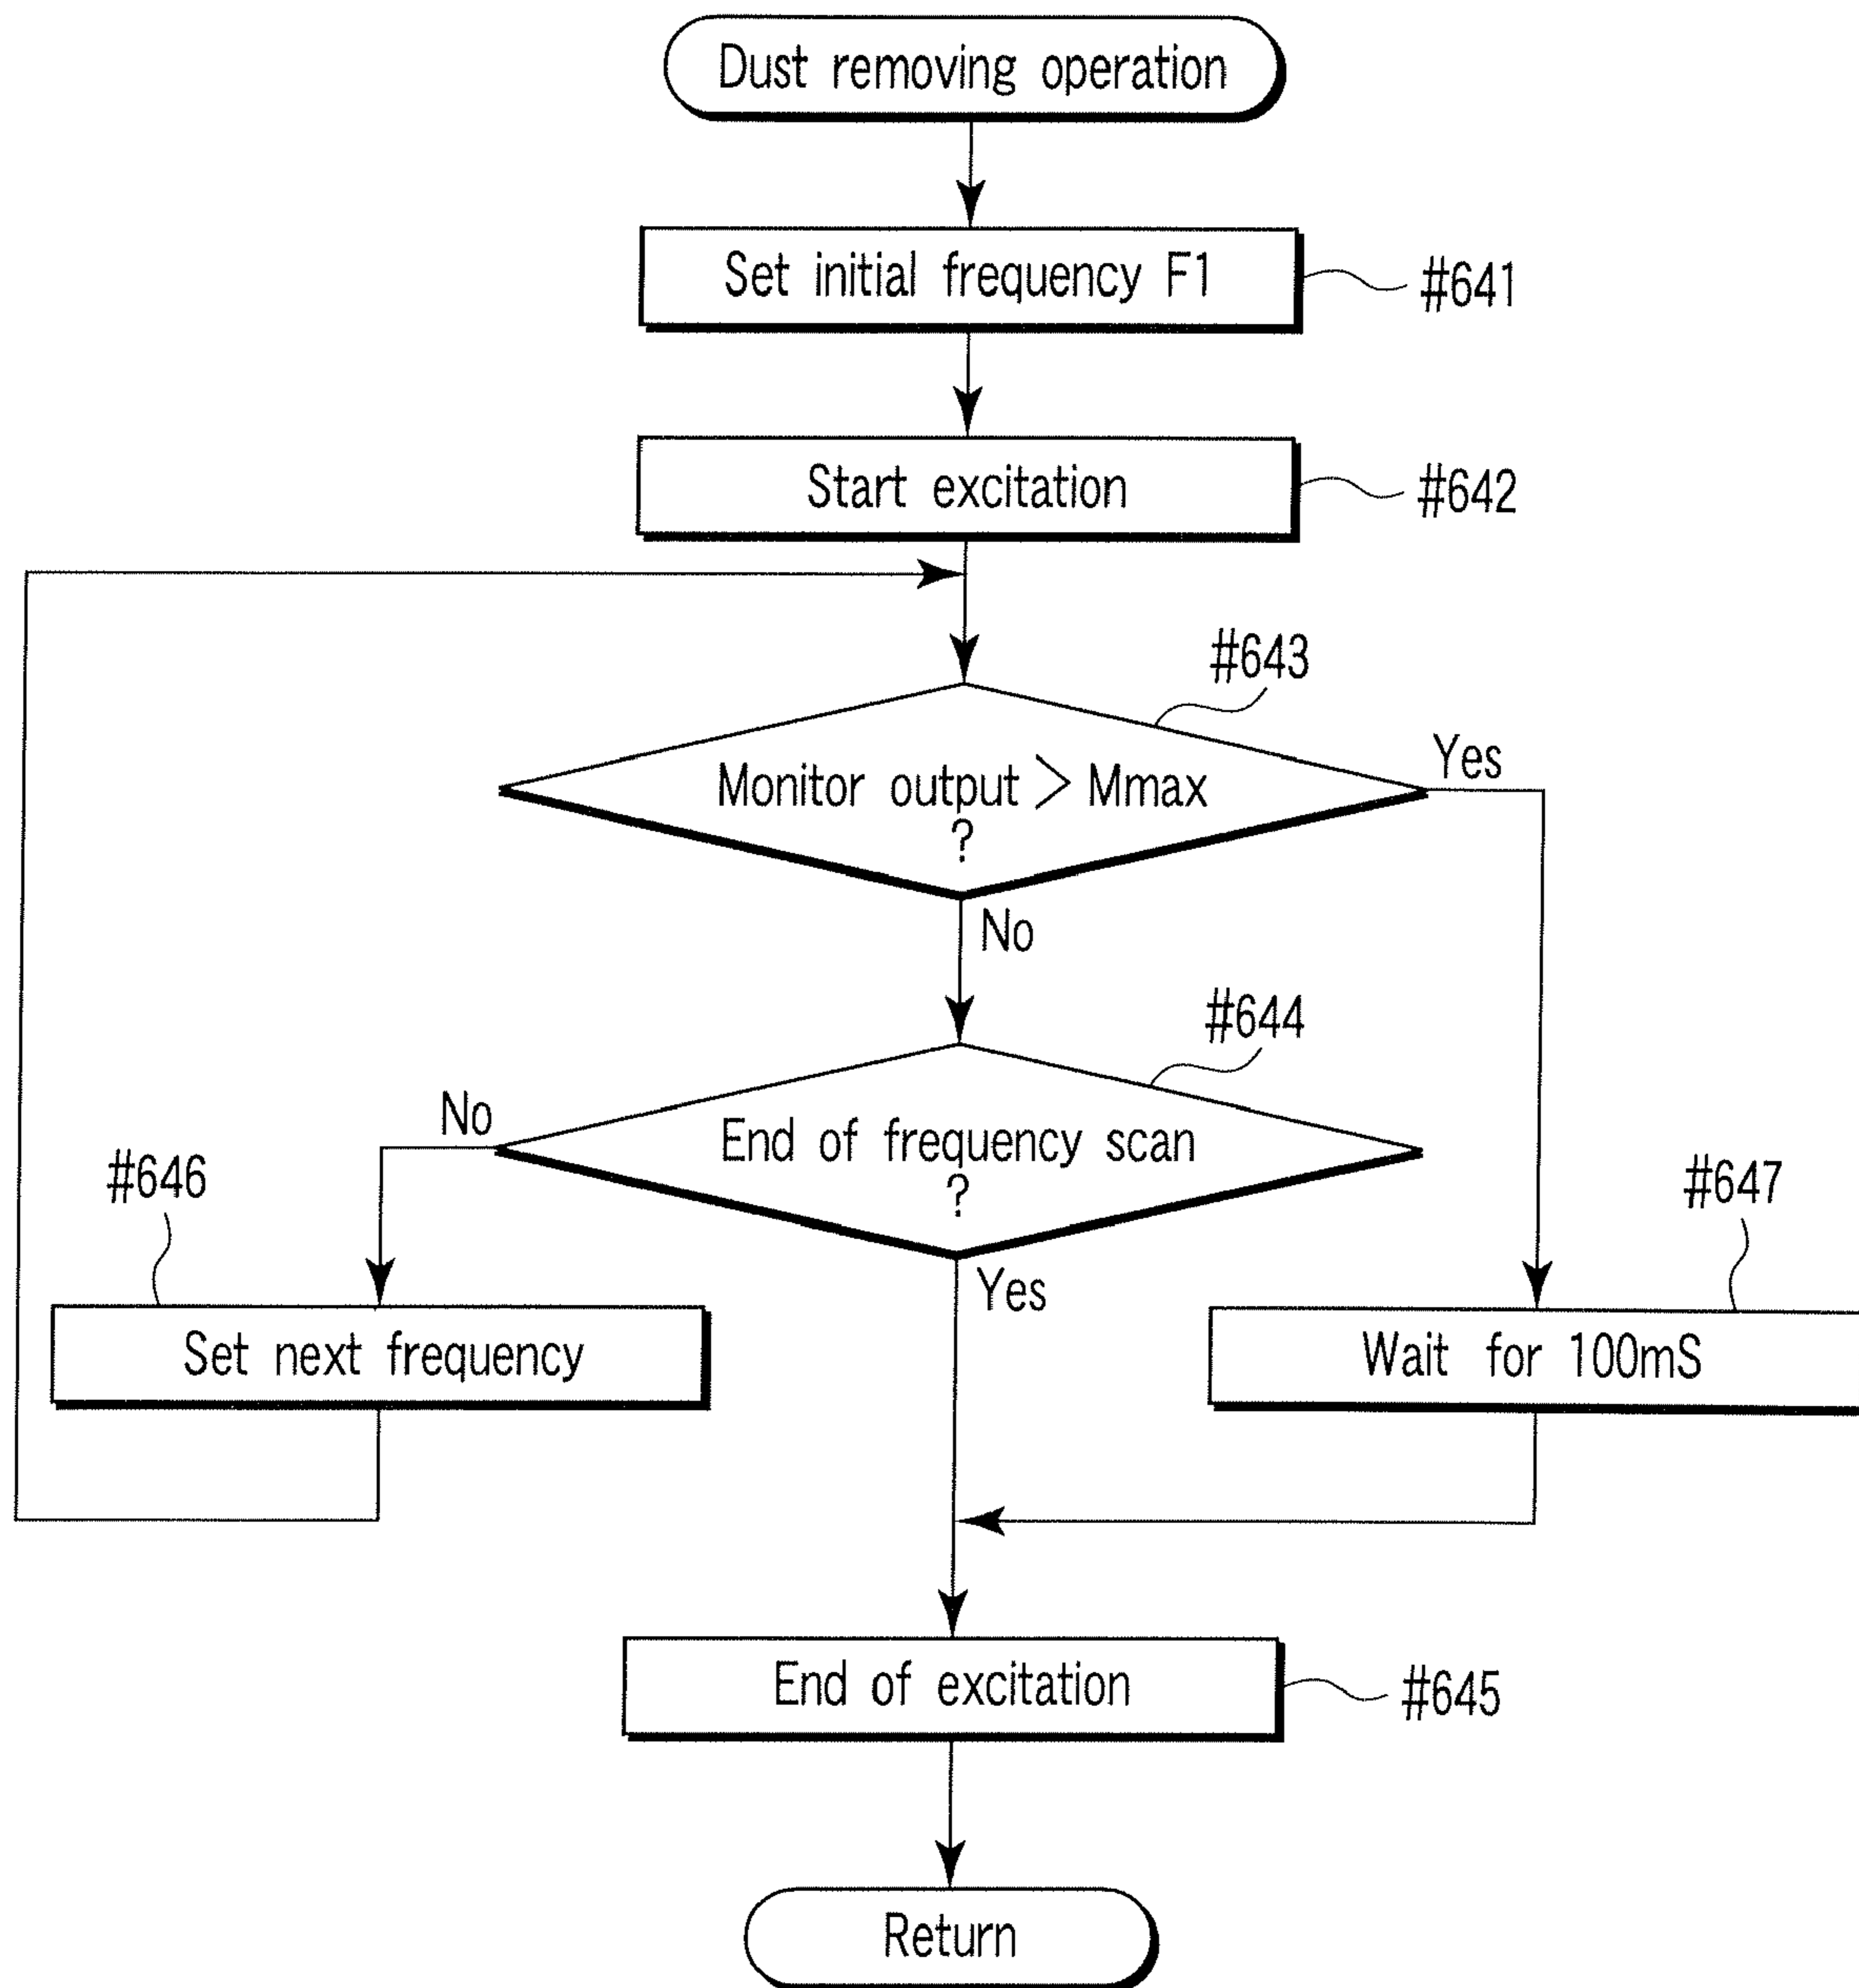 Dust removing operation
Set initial frequency F1
#641
Start excitation
#642
#643
Monitor output > Mmax
?
Yes
No
#644
End of frequency scan
?
No
Yes
#646
Set next frequency
#647
Wait for 100mS
End of excitation
#645
Return